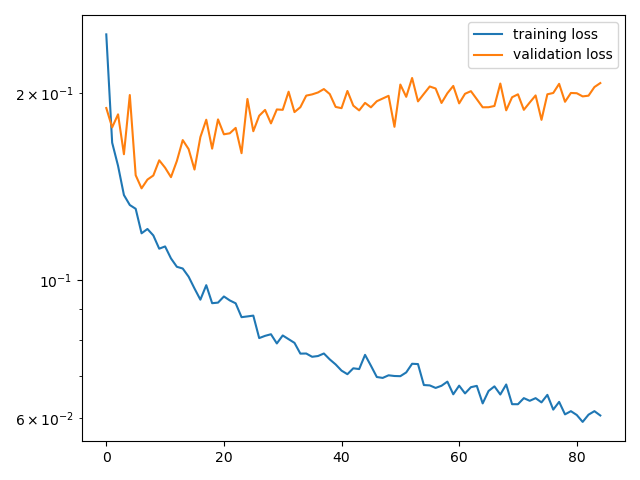 training loss
validation loss
2 × 10⁻¹
10⁻¹
6 × 10⁻²
0 20 40 60 80